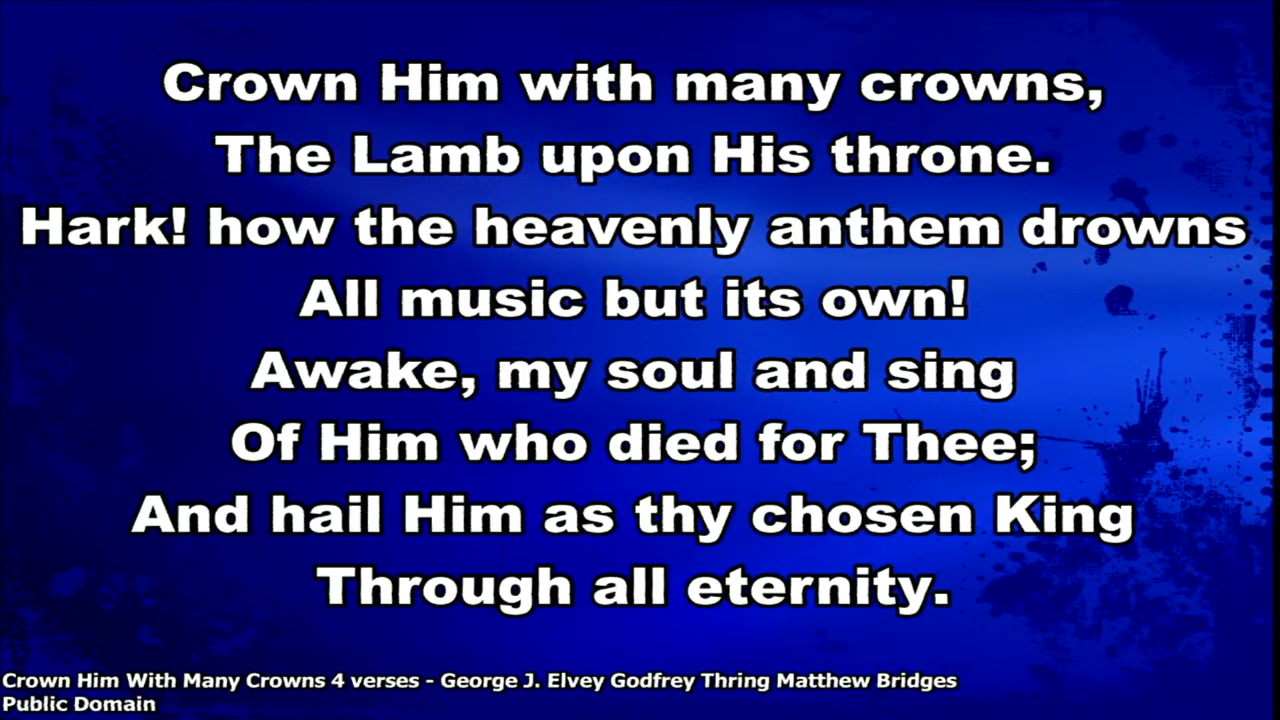 Crown Him with many crowns,
The Lamb upon His throne.
Hark! how the heavenly anthem drowns
All music but its own!
Awake, my soul and sing
Of Him who died for Thee;
And hail Him as thy chosen King
Through all eternity.
Crown Him With Many Crowns 4 verses - George J. Elvey Godfrey Thring Matthew Bridges
Public Domain